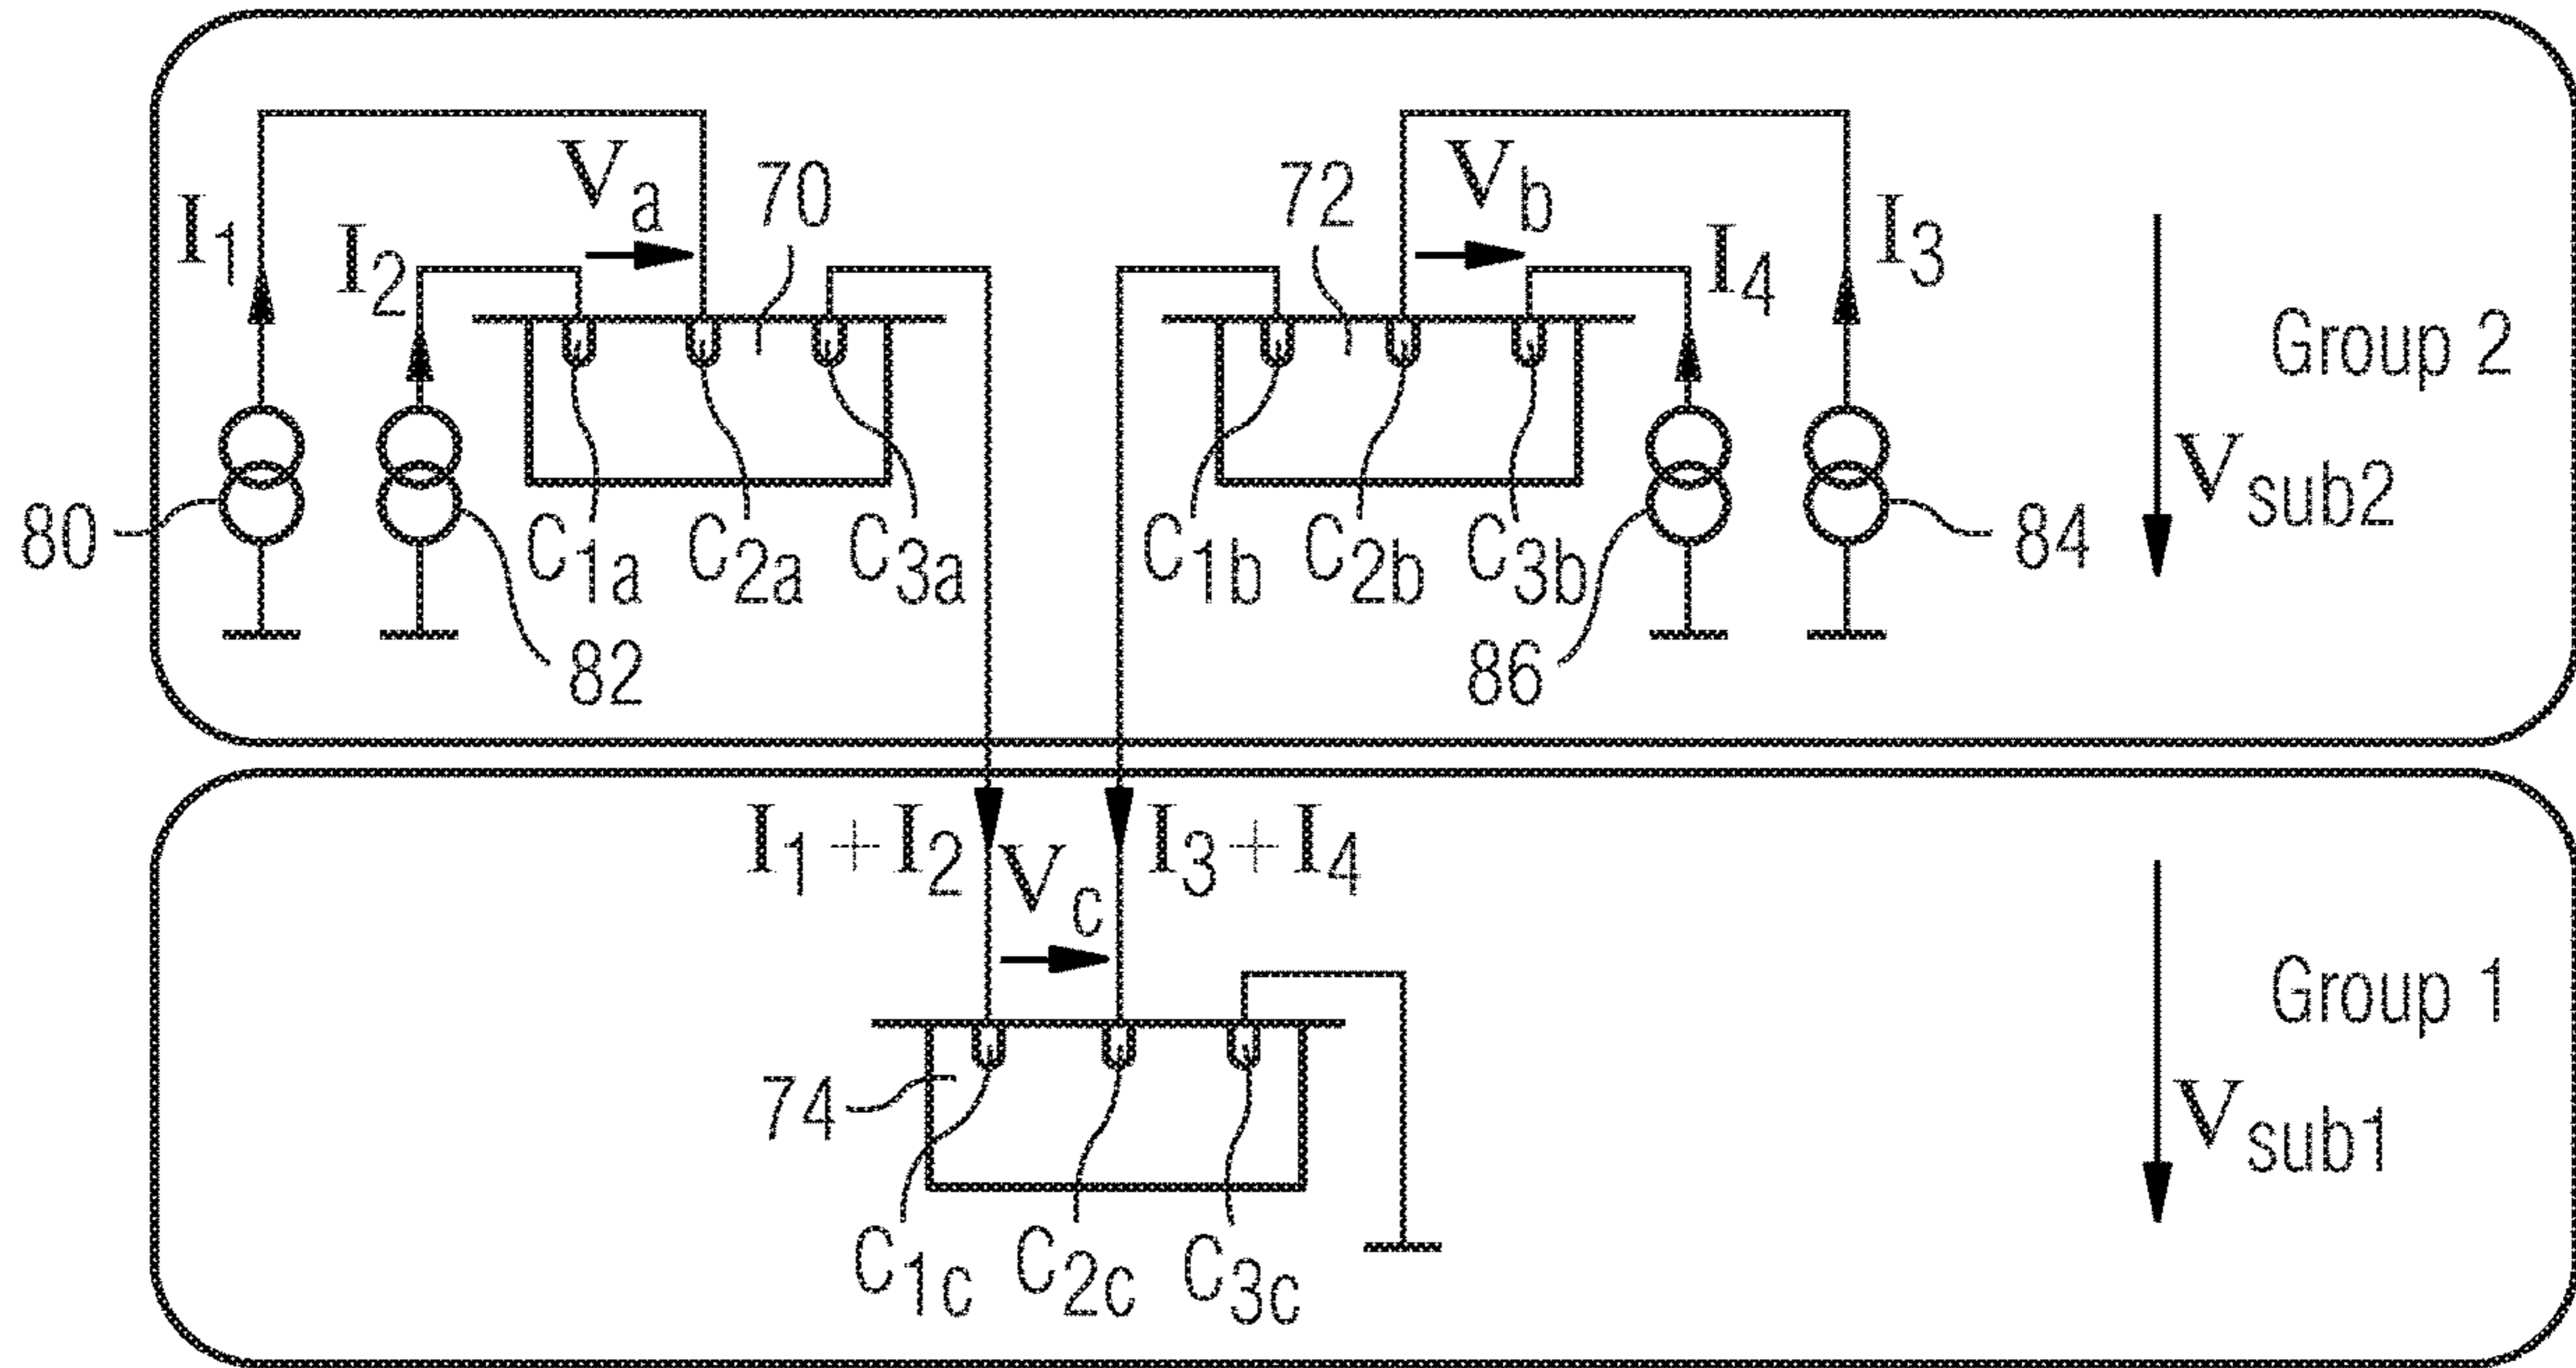 I1
I2
Va
70
72
Vb
I4
I3
Group 2
Vsub2
80
82
C1a
C2a
C3a
C1b
C2b
C3b
86
84
I1+I2
Vc
I3+I4
Group 1
Vsub1
74
C1c
C2c
C3c